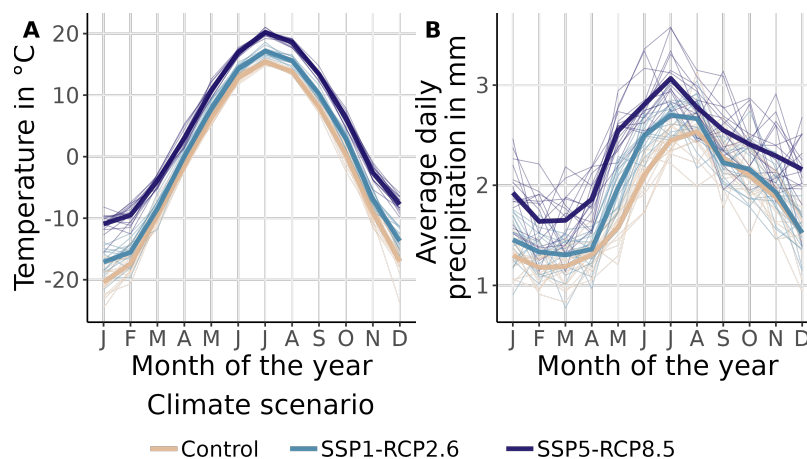 A
Temperature in °C
20
10
0
-10
-20
J F M A M J J A S O N D
Month of the year
B
Average daily
precipitation in mm
3
2
1
J F M A M J J A S O N D
Month of the year
Climate scenario
Control SSP1-RCP2.6 SSP5-RCP8.5